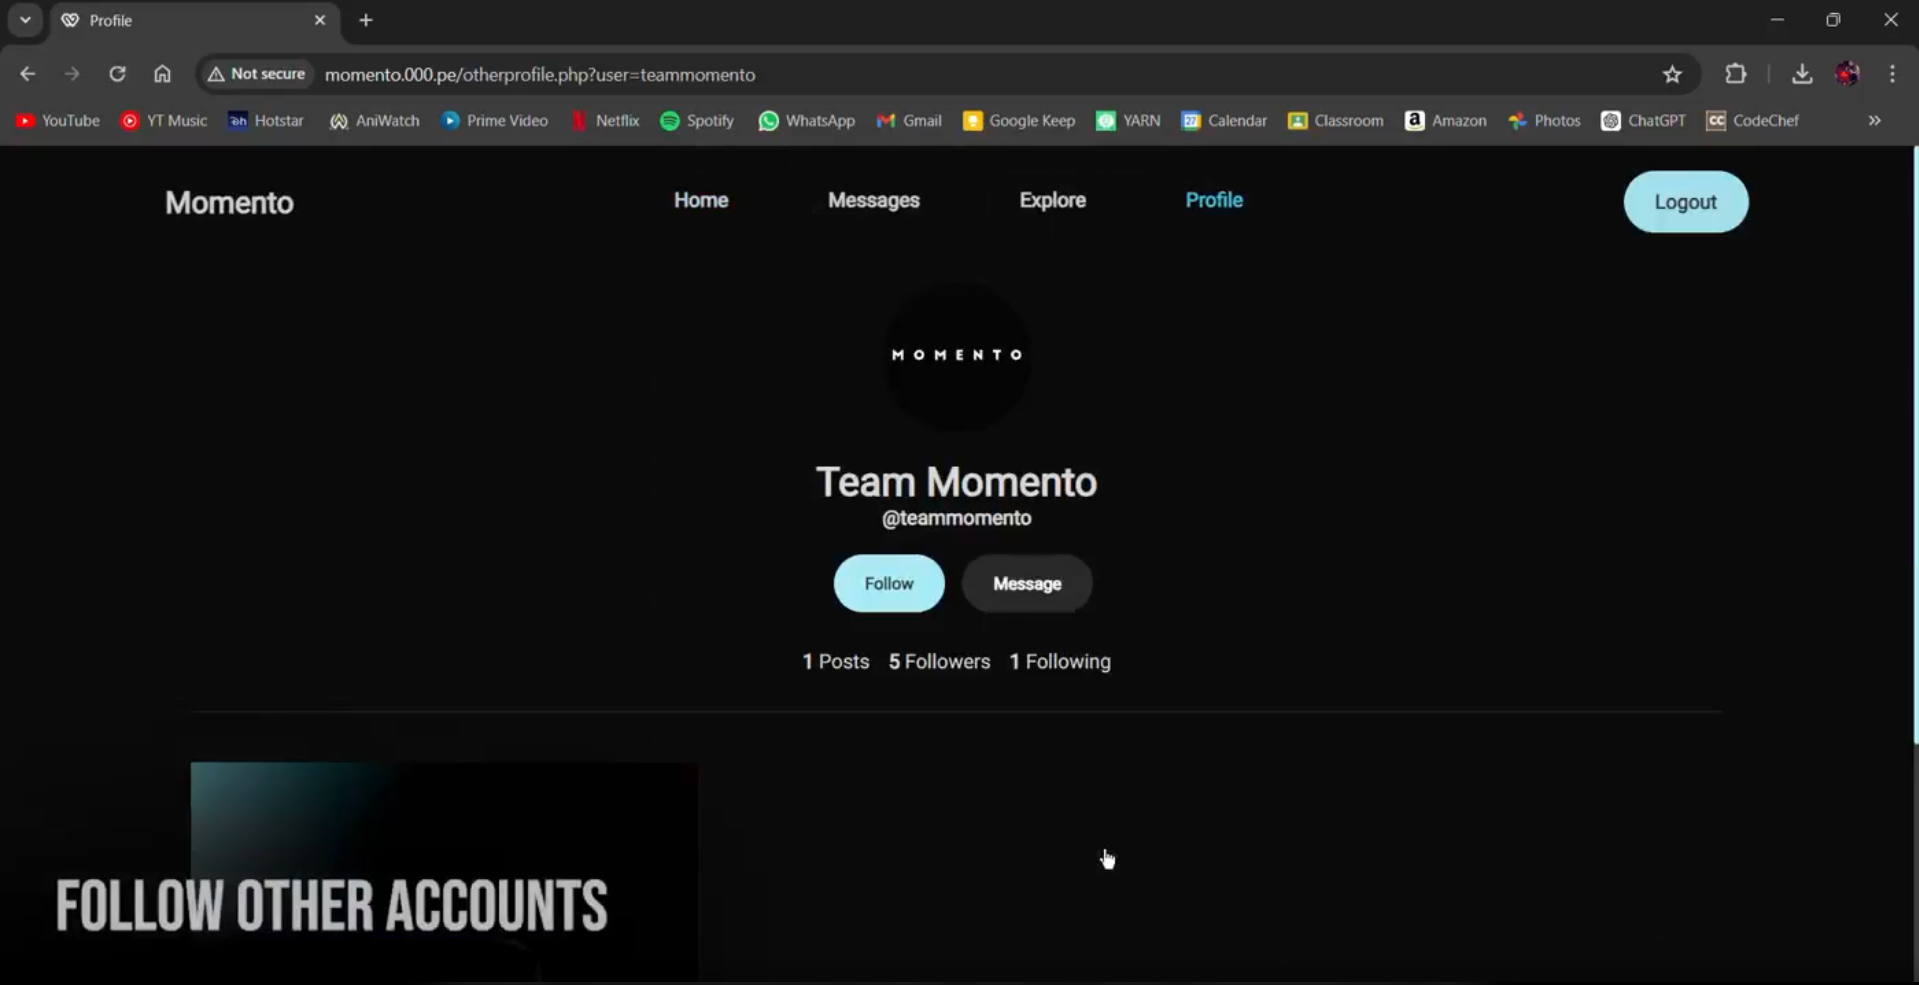 Profile
Not secure momento.000.pe/otherprofile.php?user=teammomento
YouTube YT Music Hotstar AniWatch Prime Video Netflix Spotify WhatsApp Gmail Google Keep YARN Calendar Classroom Amazon Photos ChatGPT CodeChef
Momento Home Messages Explore Profile Logout
MOMENTO
Team Momento
@teammomento
Follow Message
1 Posts 5 Followers 1 Following
FOLLOW OTHER ACCOUNTS